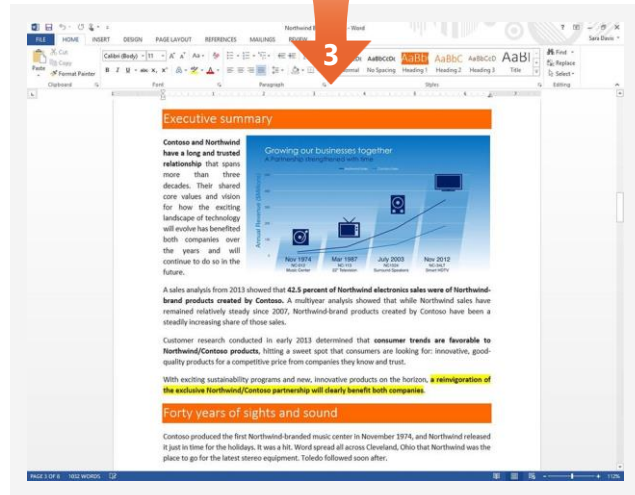 Northwind B
Word
Sara Davis
FILE HOME INSERT DESIGN PAGE LAYOUT REFERENCES MAILINGS REVIEW
3
Paste
Cut
Copy
Format Painter
Calibri (Body) 11
Find
Replace
Select
AaBbCcDc AaBbC AaBbC AaBbCcD AaBl
No Spacing Heading 1 Heading 2 Heading 3 Title
Clipboard Font Paragraph Styles Editing
Executive summary
Contoso and Northwind
have a long and trusted
relationship that spans
more than three
decades. Their shared
core values and vision
for how the exciting
landscape of technology
will evolve has benefited
both companies over
the years and will
continue to do so in the
future.
Growing our businesses together
A Partnership strengthened with time
Annual Revenue ($Millions)
Nov 1974 Mar 1987 July 2003 Nov 2012
Music Center 32" Television Surround Speakers Smart HDTV
A sales analysis from 2013 showed that 42.5 percent of Northwind electronics sales were of Northwind-
brand products created by Contoso. A multiyear analysis showed that while Northwind sales have
remained relatively steady since 2007, Northwind-brand products created by Contoso have been a
steadily increasing share of those sales.
Customer research conducted in early 2013 determined that consumer trends are favorable to
Northwind/Contoso products, hitting a sweet spot that consumers are looking for: innovative, good-
quality products for a competitive price from companies they know and trust.
With exciting sustainability programs and new, innovative products on the horizon, a reinvigoration of
the exclusive Northwind/Contoso partnership will clearly benefit both companies.
Forty years of sights and sound
Contoso produced the first Northwind-branded music center in November 1974, and Northwind released
it just in time for the holidays. It was a hit. Word spread all across Cleveland, Ohio that Northwind was the
place to go for the latest stereo equipment. Toledo followed soon after.
PAGE 3 OF 8 1032 WORDS
112%